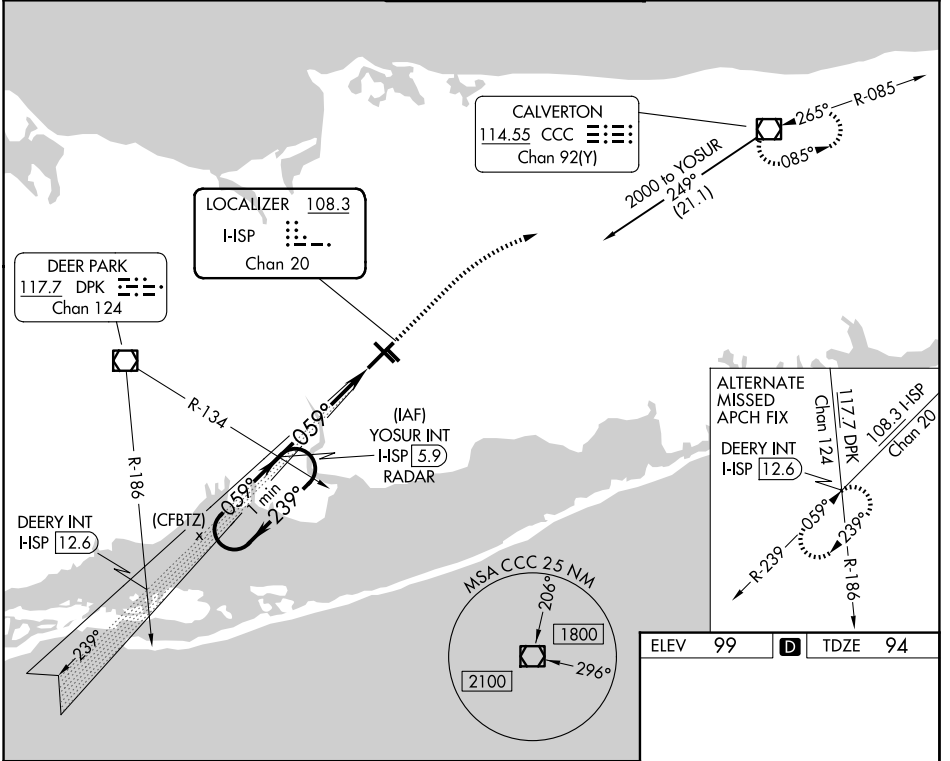 CALVERTON
114.55 CCC
Chan 92(Y)
265°
R-085
085°
2000 to YOSUR
249°
(21.1)
LOCALIZER 108.3
I-ISP
Chan 20
DEER PARK
117.7 DPK
Chan 124
R-134
R-186
059°
(IAF)
YOSUR INT
I-ISP 5.9
RADAR
059°
1 min
239°
(CFBTZ)
x
DEERY INT
I-ISP 12.6
239°
MSA CCC 25 NM
206°
1800
296°
2100
ALTERNATE
MISSED
APCH FIX
117.7 DPK
Chan 124
108.3 I-ISP
Chan 20
DEERY INT
I-ISP 12.6
059°
239°
R-239
R-186
ELEV 99 D TDZE 94